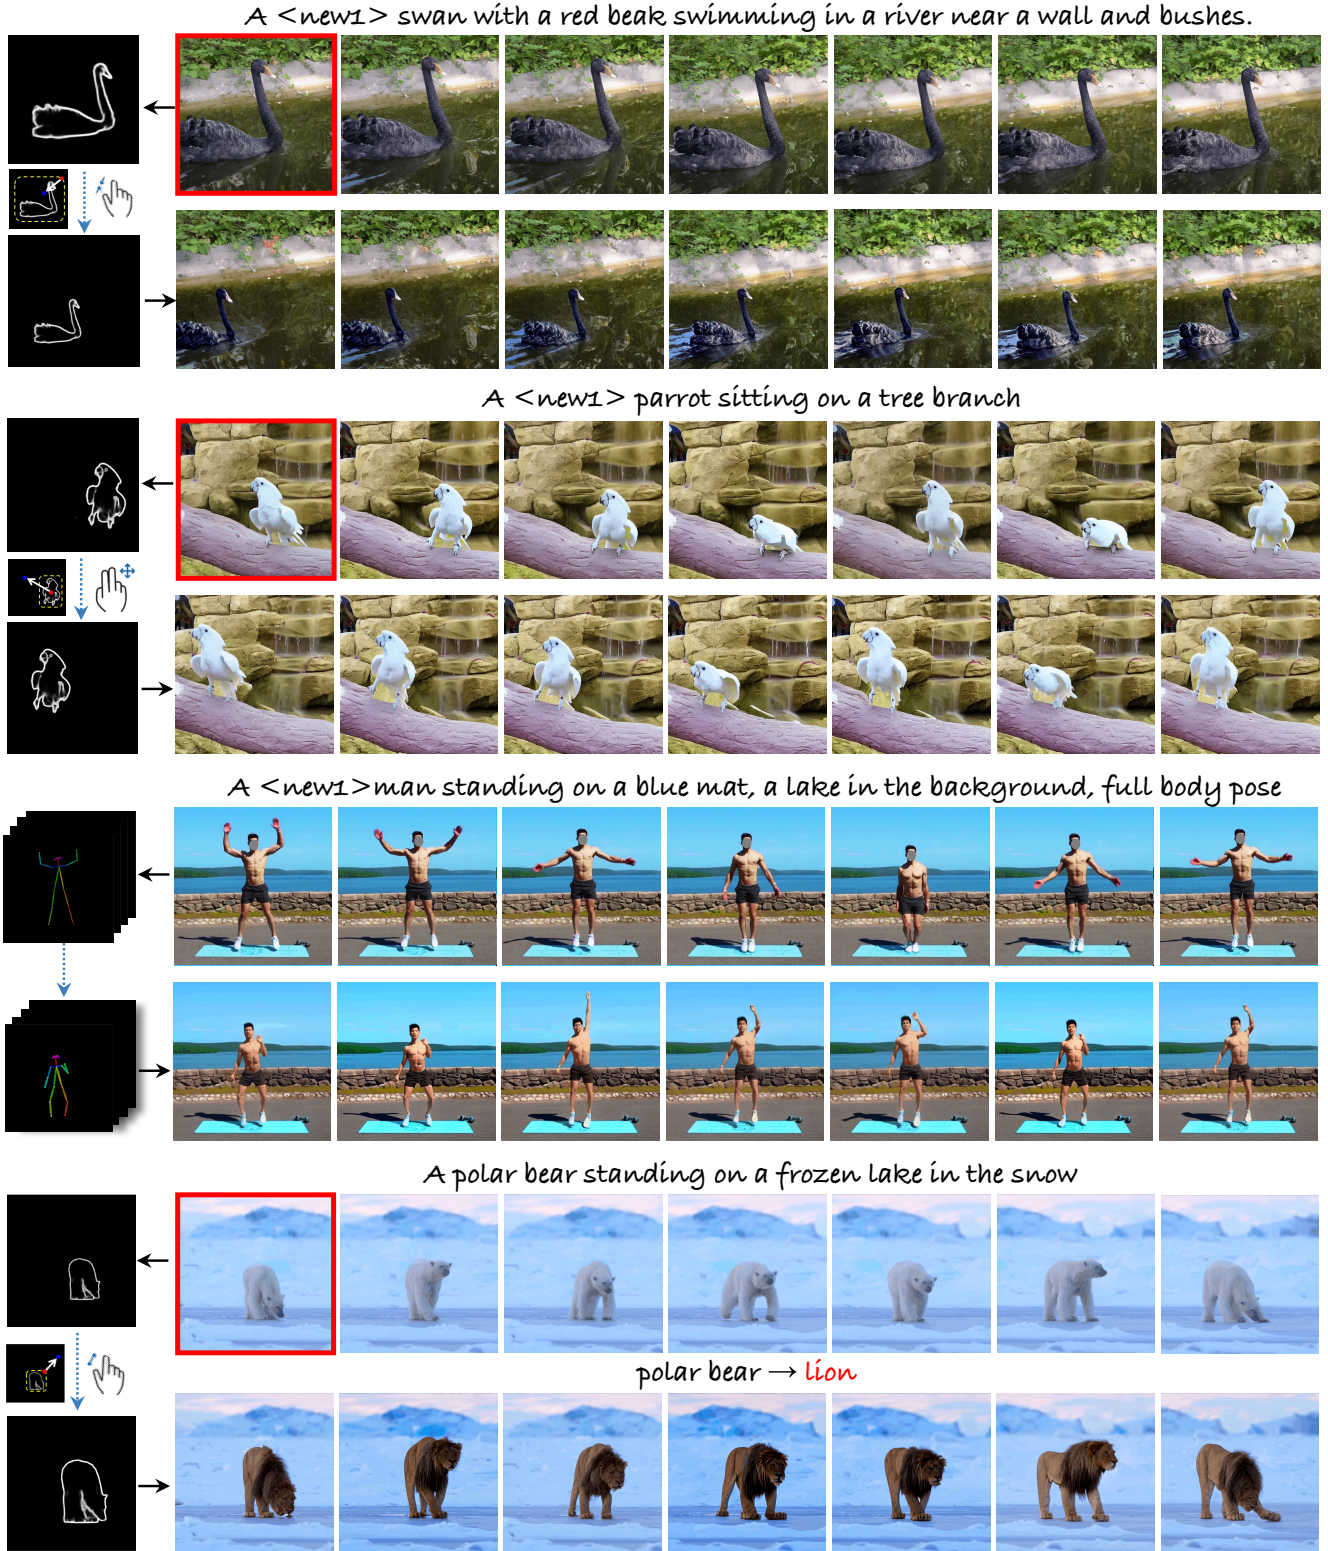 A <new1> swan with a red beak swimming in a river near a wall and bushes.
A <new1> parrot sitting on a tree branch
A <new1>man standing on a blue mat, a lake in the background, full body pose
A polar bear standing on a frozen lake in the snow
polar bear → lion